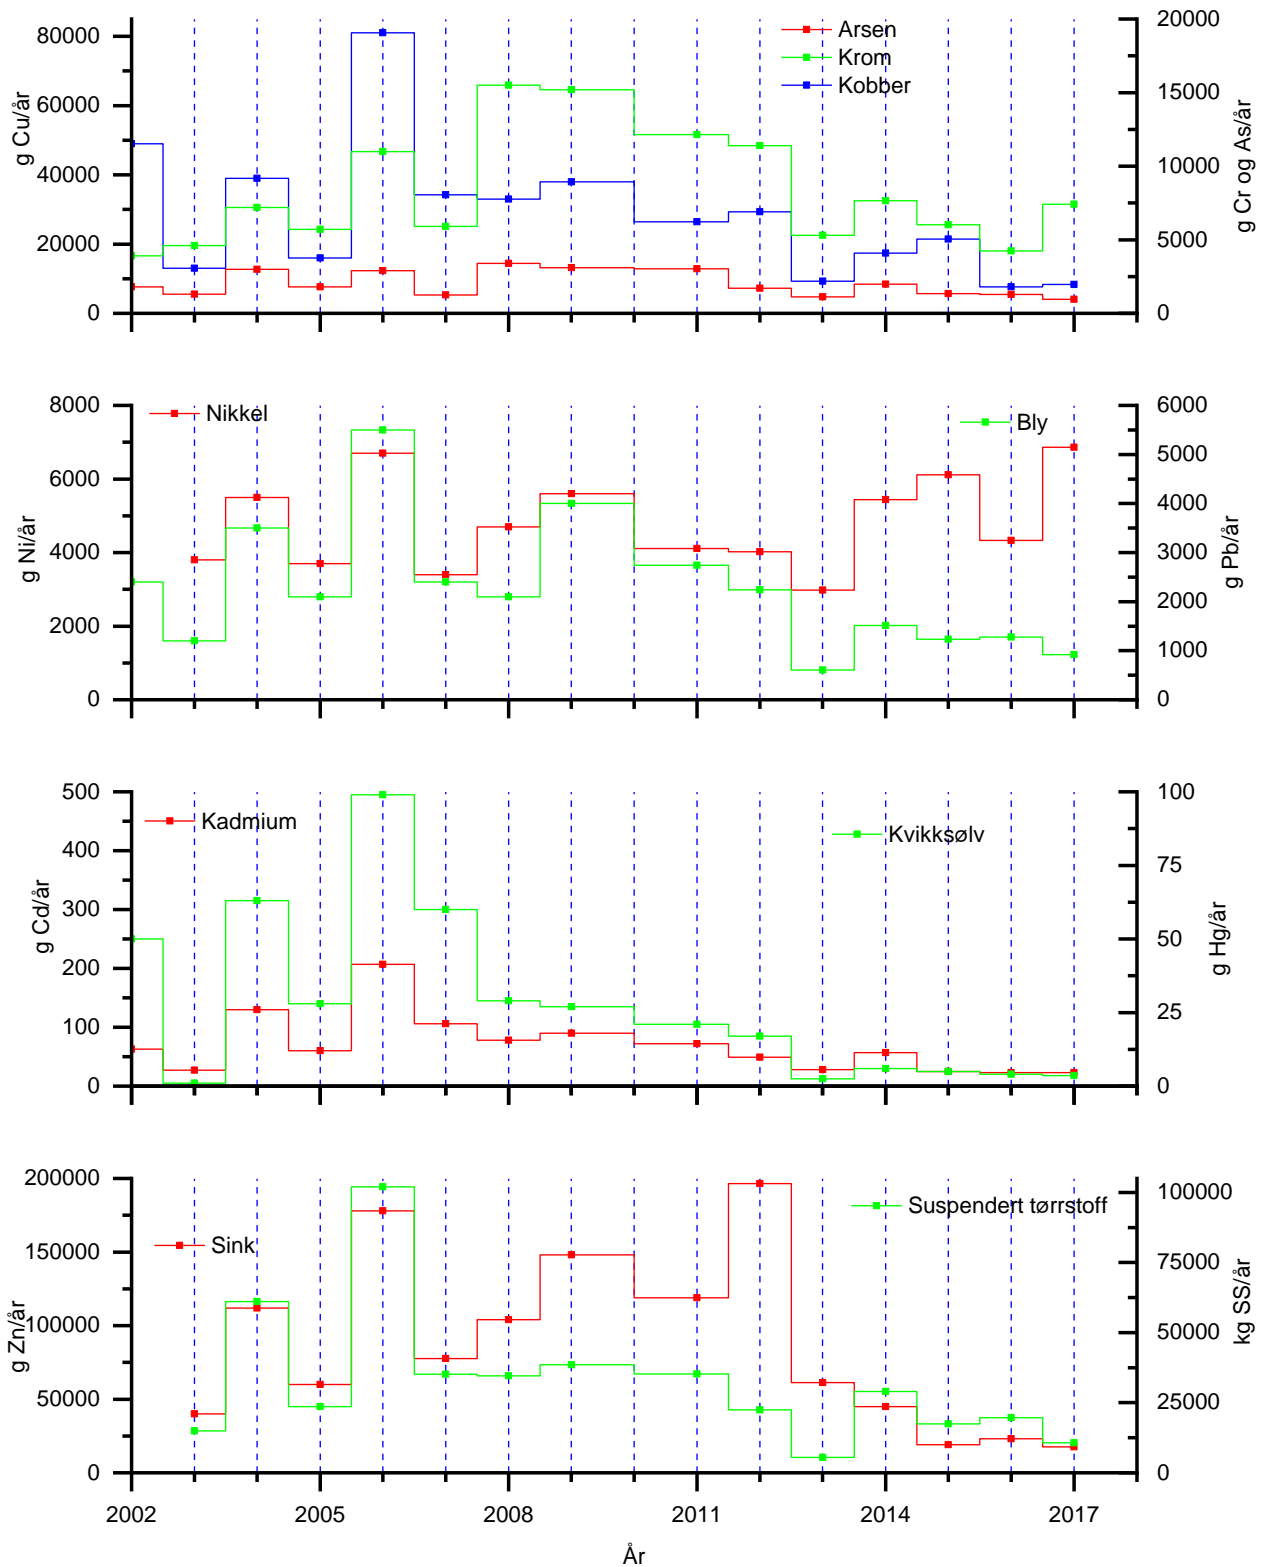 Arsen
Krom
Kobber
80000
60000
40000
20000
0
g Cu/år
20000
15000
10000
5000
0
g Cr og As/år
Nikkel
Bly
8000
6000
4000
2000
0
g Ni/år
6000
5000
4000
3000
2000
1000
0
g Pb/år
Kadmium
Kvikksølv
500
400
300
200
100
0
g Cd/år
100
75
50
25
0
g Hg/år
Sink
Suspendert tørrstoff
200000
150000
100000
50000
0
g Zn/år
100000
75000
50000
25000
0
kg SS/år
2002 2005 2008 2011 2014 2017
År